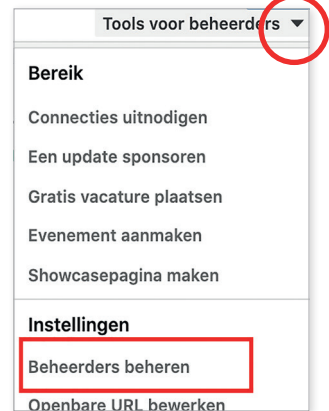 Tools voor beheerders
Bereik
Connecties uitnodigen
Een update sponsoren
Gratis vacature plaatsen
Evenement aanmaken
Showcasepagina maken
Instellingen
Beheerders beheren
Openbare URL bewerken